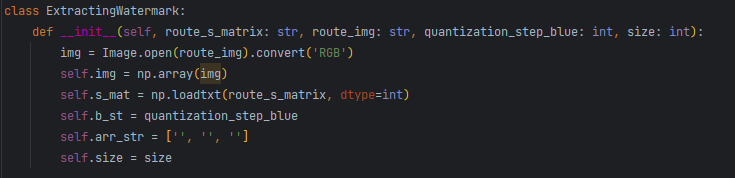 class ExtractingWatermark:
    def __init__(self, route_s_matrix: str, route_img: str, quantization_step_blue: int, size: int):
        img = Image.open(route_img).convert('RGB')
        self.img = np.array(img)
        self.s_mat = np.loadtxt(route_s_matrix, dtype=int)
        self.b_st = quantization_step_blue
        self.arr_str = ['', '', '']
        self.size = size